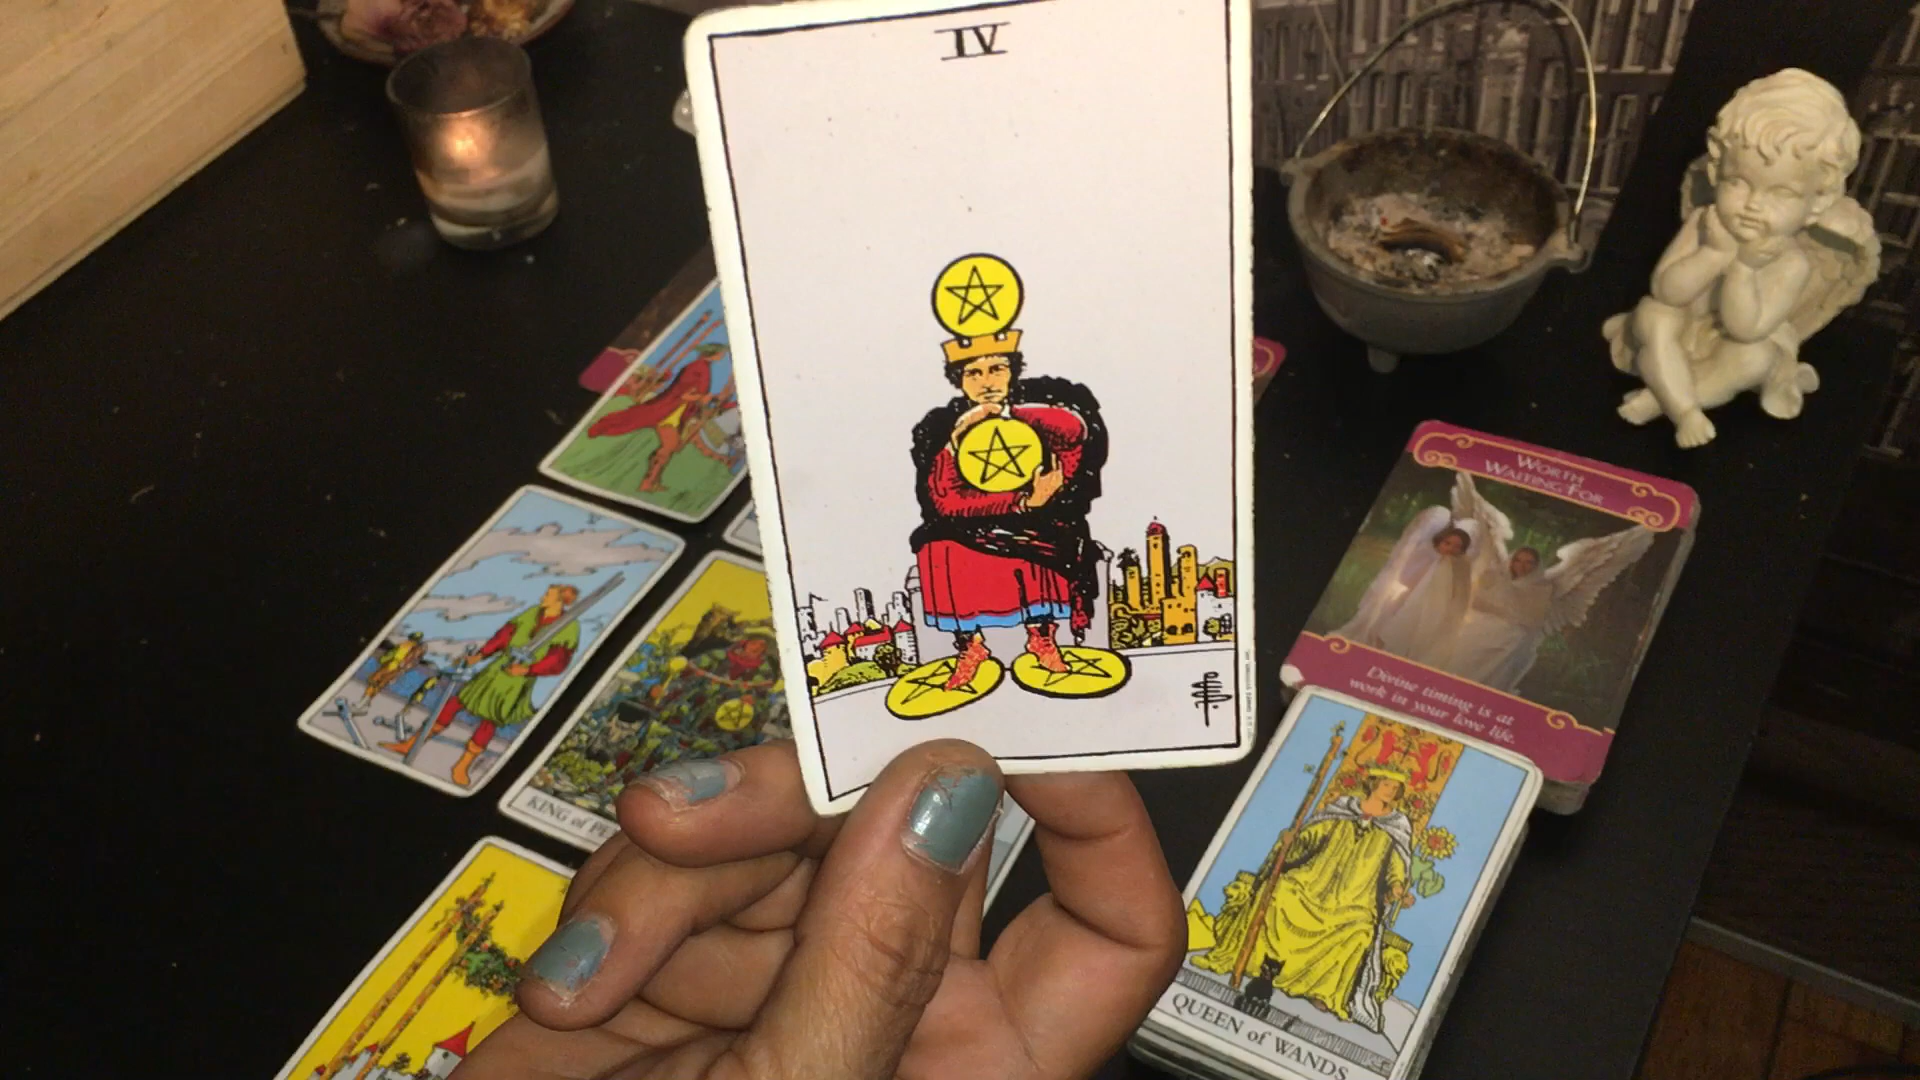 IV
WORTH
WAITING FOR
Divine timing is at
work in your love life.
V
KING of PE
QUEEN of WANDS